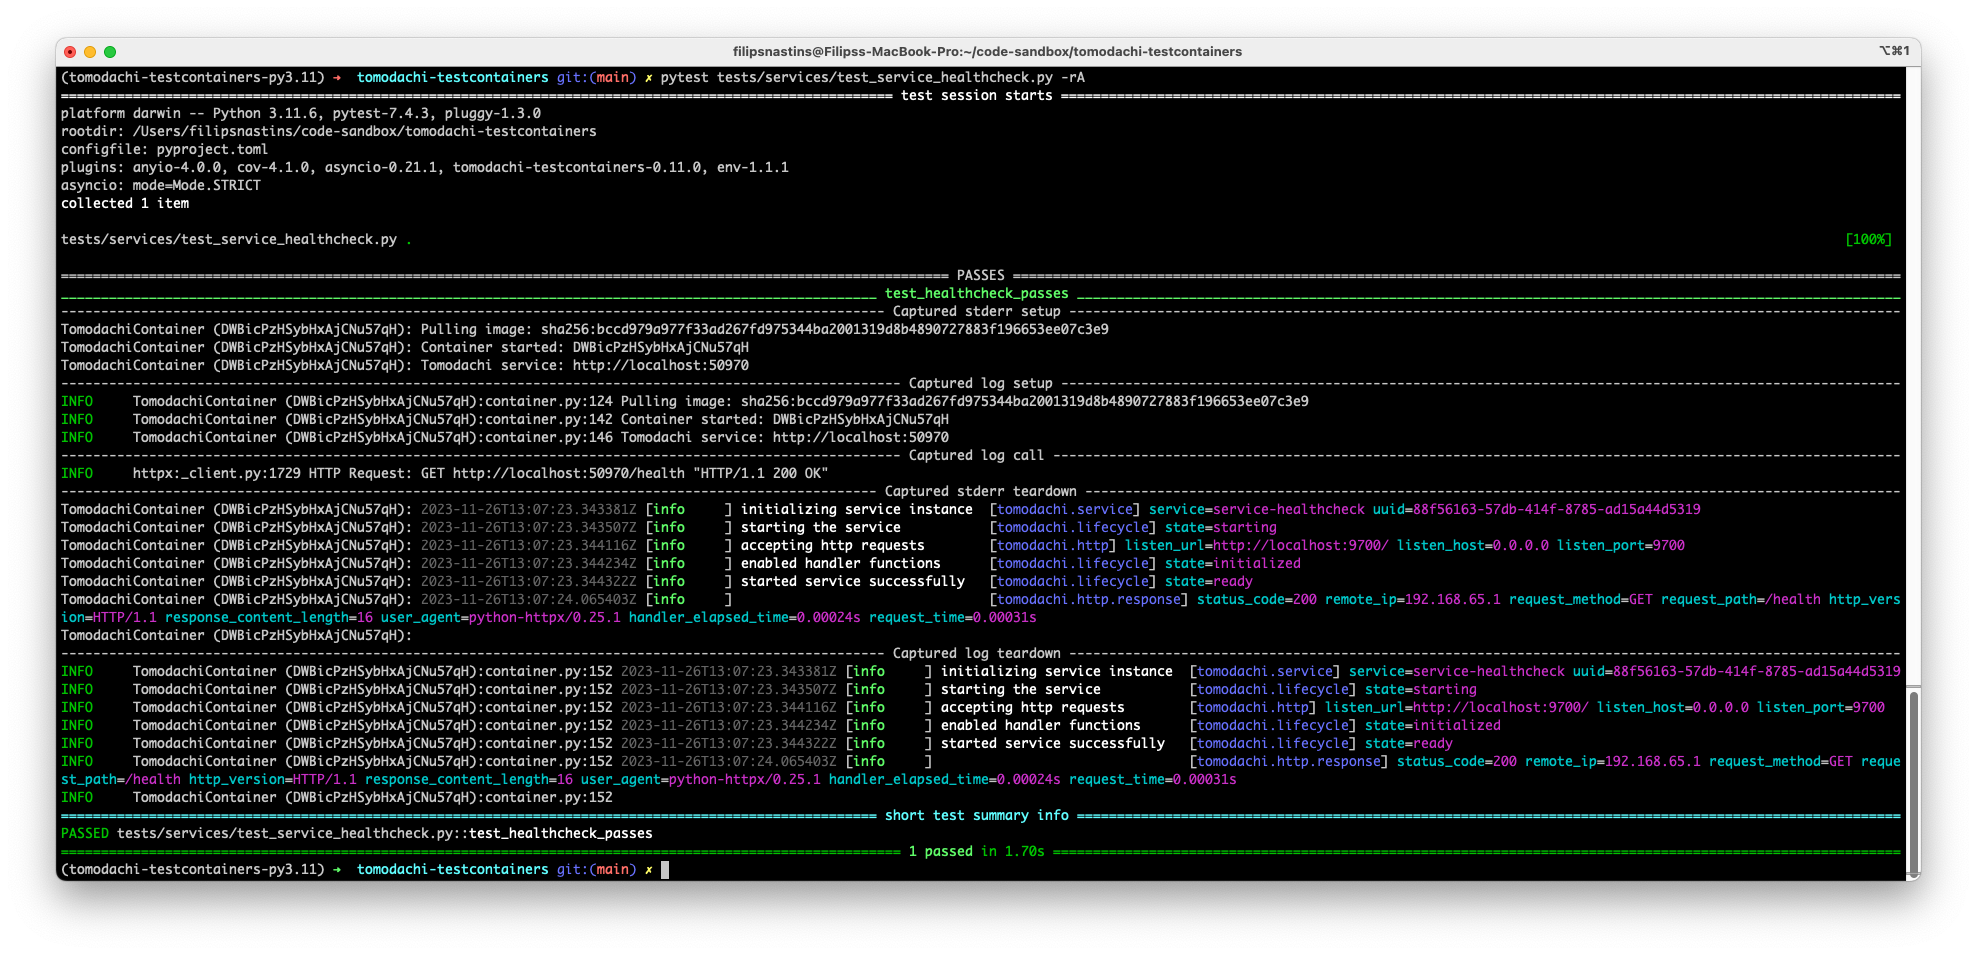 filipsnastins@Filipss-MacBook-Pro:~/code-sandbox/tomodachi-testcontainers
⌥⌘1
(tomodachi-testcontainers-py3.11) → tomodachi-testcontainers git:(main) ✗ pytest tests/services/test_service_healthcheck.py -rA
test session starts
platform darwin -- Python 3.11.6, pytest-7.4.3, pluggy-1.3.0
rootdir: /Users/filipsnastins/code-sandbox/tomodachi-testcontainers
configfile: pyproject.toml
plugins: anyio-4.0.0, cov-4.1.0, asyncio-0.21.1, tomodachi-testcontainers-0.11.0, env-1.1.1
asyncio: mode=Mode.STRICT
collected 1 item
tests/services/test_service_healthcheck.py . [100%]
PASSES
test_healthcheck_passes
Captured stderr setup
TomodachiContainer (DWBicPzHSybHxAjCNu57qH): Pulling image: sha256:bccd979a977f33ad267fd975344ba2001319d8b4890727883f196653ee07c3e9
TomodachiContainer (DWBicPzHSybHxAjCNu57qH): Container started: DWBicPzHSybHxAjCNu57qH
TomodachiContainer (DWBicPzHSybHxAjCNu57qH): Tomodachi service: http://localhost:50970
Captured log setup
INFO     TomodachiContainer (DWBicPzHSybHxAjCNu57qH):container.py:124 Pulling image: sha256:bccd979a977f33ad267fd975344ba2001319d8b4890727883f196653ee07c3e9
INFO     TomodachiContainer (DWBicPzHSybHxAjCNu57qH):container.py:142 Container started: DWBicPzHSybHxAjCNu57qH
INFO     TomodachiContainer (DWBicPzHSybHxAjCNu57qH):container.py:146 Tomodachi service: http://localhost:50970
Captured log call
INFO     httpx:_client.py:1729 HTTP Request: GET http://localhost:50970/health "HTTP/1.1 200 OK"
Captured stderr teardown
TomodachiContainer (DWBicPzHSybHxAjCNu57qH): 2023-11-26T13:07:23.343381Z [info     ] initializing service instance  [tomodachi.service] service=service-healthcheck uuid=88f56163-57db-414f-8785-ad15a44d5319
TomodachiContainer (DWBicPzHSybHxAjCNu57qH): 2023-11-26T13:07:23.343507Z [info     ] starting the service           [tomodachi.lifecycle] state=starting
TomodachiContainer (DWBicPzHSybHxAjCNu57qH): 2023-11-26T13:07:23.344116Z [info     ] accepting http requests        [tomodachi.http] listen_url=http://localhost:9700/ listen_host=0.0.0.0 listen_port=9700
TomodachiContainer (DWBicPzHSybHxAjCNu57qH): 2023-11-26T13:07:23.344234Z [info     ] enabled handler functions      [tomodachi.lifecycle] state=initialized
TomodachiContainer (DWBicPzHSybHxAjCNu57qH): 2023-11-26T13:07:23.344322Z [info     ] started service successfully   [tomodachi.lifecycle] state=ready
TomodachiContainer (DWBicPzHSybHxAjCNu57qH): 2023-11-26T13:07:24.065403Z [info     ]                                [tomodachi.http.response] status_code=200 remote_ip=192.168.65.1 request_method=GET request_path=/health http_vers
ion=HTTP/1.1 response_content_length=16 user_agent=python-httpx/0.25.1 handler_elapsed_time=0.00024s request_time=0.00031s
TomodachiContainer (DWBicPzHSybHxAjCNu57qH):
Captured log teardown
INFO     TomodachiContainer (DWBicPzHSybHxAjCNu57qH):container.py:152 2023-11-26T13:07:23.343381Z [info     ] initializing service instance  [tomodachi.service] service=service-healthcheck uuid=88f56163-57db-414f-8785-ad15a44d5319
INFO     TomodachiContainer (DWBicPzHSybHxAjCNu57qH):container.py:152 2023-11-26T13:07:23.343507Z [info     ] starting the service           [tomodachi.lifecycle] state=starting
INFO     TomodachiContainer (DWBicPzHSybHxAjCNu57qH):container.py:152 2023-11-26T13:07:23.344116Z [info     ] accepting http requests        [tomodachi.http] listen_url=http://localhost:9700/ listen_host=0.0.0.0 listen_port=9700
INFO     TomodachiContainer (DWBicPzHSybHxAjCNu57qH):container.py:152 2023-11-26T13:07:23.344234Z [info     ] enabled handler functions      [tomodachi.lifecycle] state=initialized
INFO     TomodachiContainer (DWBicPzHSybHxAjCNu57qH):container.py:152 2023-11-26T13:07:23.344322Z [info     ] started service successfully   [tomodachi.lifecycle] state=ready
INFO     TomodachiContainer (DWBicPzHSybHxAjCNu57qH):container.py:152 2023-11-26T13:07:24.065403Z [info     ]                                [tomodachi.http.response] status_code=200 remote_ip=192.168.65.1 request_method=GET reque
st_path=/health http_version=HTTP/1.1 response_content_length=16 user_agent=python-httpx/0.25.1 handler_elapsed_time=0.00024s request_time=0.00031s
INFO     TomodachiContainer (DWBicPzHSybHxAjCNu57qH):container.py:152
short test summary info
PASSED tests/services/test_service_healthcheck.py::test_healthcheck_passes
1 passed in 1.70s
(tomodachi-testcontainers-py3.11) → tomodachi-testcontainers git:(main) ✗